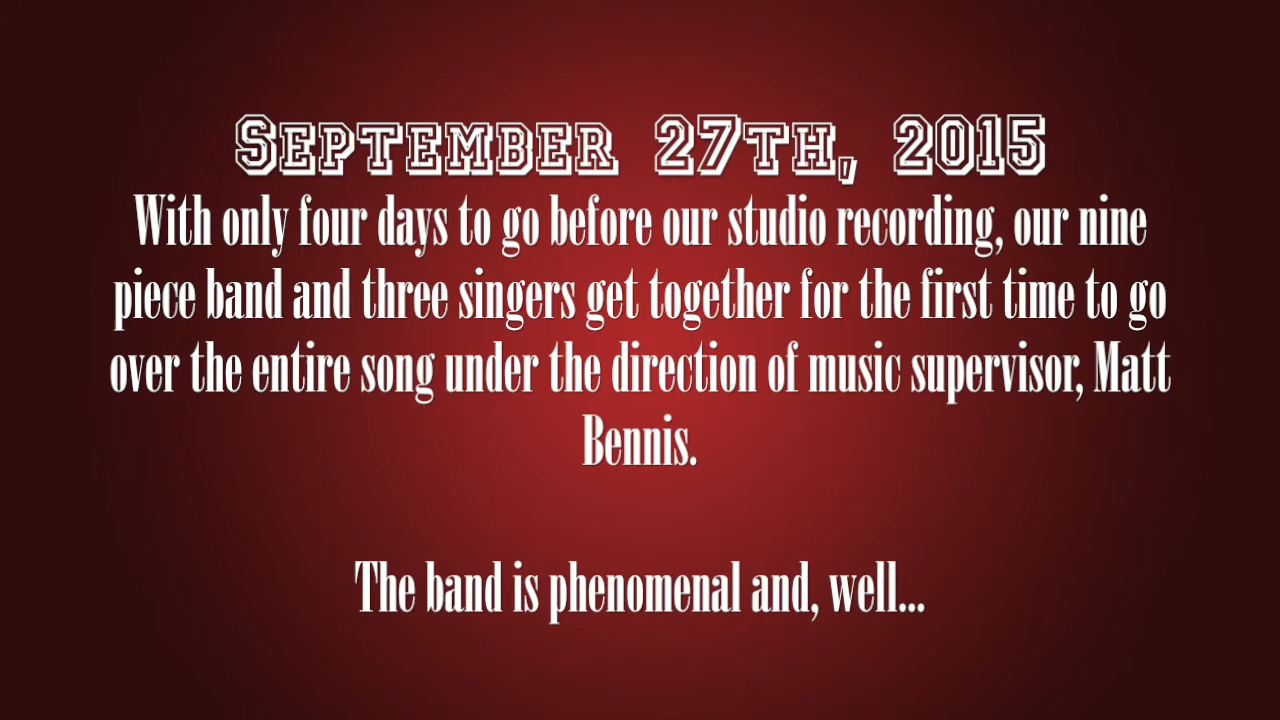 September 27th, 2015
With only four days to go before our studio recording, our nine
piece band and three singers get together for the first time to go
over the entire song under the direction of music supervisor, Matt
Bennis.
The band is phenomenal and, well...